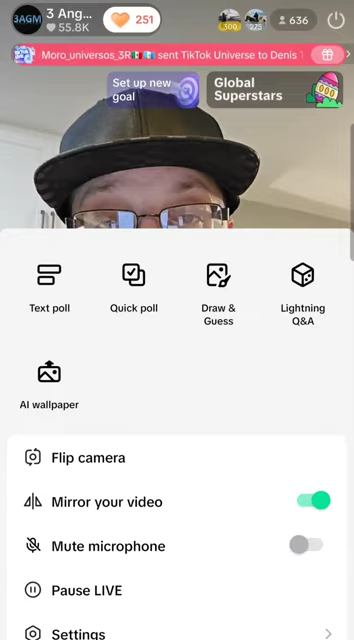 3AGM
3 Ang...
55.8K
251
300
275
636
Moro_universos_3R🇲🇽🇬🇹 sent TikTok Universe to Denis
Set up new
goal
Global
Superstars
Text poll
Quick poll
Draw &
Guess
Lightning
Q&A
AI wallpaper
Flip camera
Mirror your video
Mute microphone
Pause LIVE
Settings